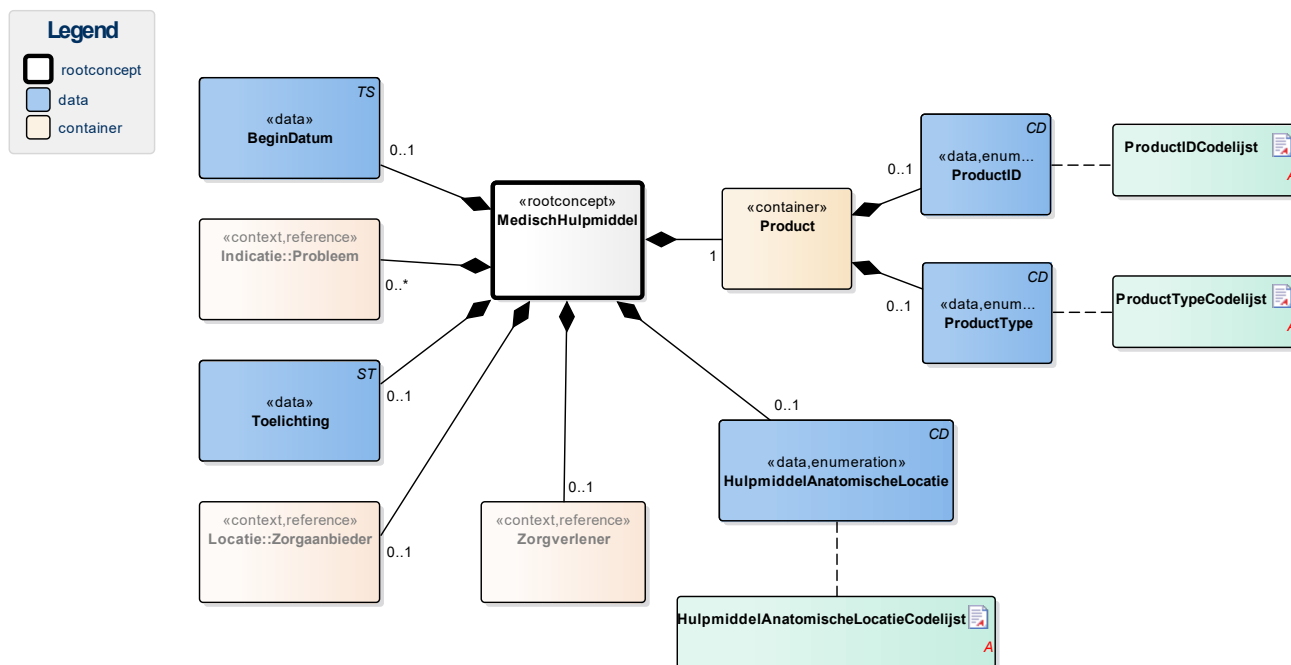 Legend
rootconcept
data
container
TS
«data»
BeginDatum
0..1
«context,reference»
Indicatie::Probleem
0..*
ST
«data»
Toelichting
0..1
«context,reference»
Locatie::Zorgaanbieder
0..1
«rootconcept»
MedischHulpmiddel
«context,reference»
Zorgverlener
0..1
«container»
Product
1
CD
«data,enum...
ProductID
0..1
ProductIDCodelijst
A
CD
«data,enum...
ProductType
0..1
ProductTypeCodelijst
A
0..1
CD
«data,enumeration»
HulpmiddelAnatomischeLocatie
HulpmiddelAnatomischeLocatieCodelijst
A